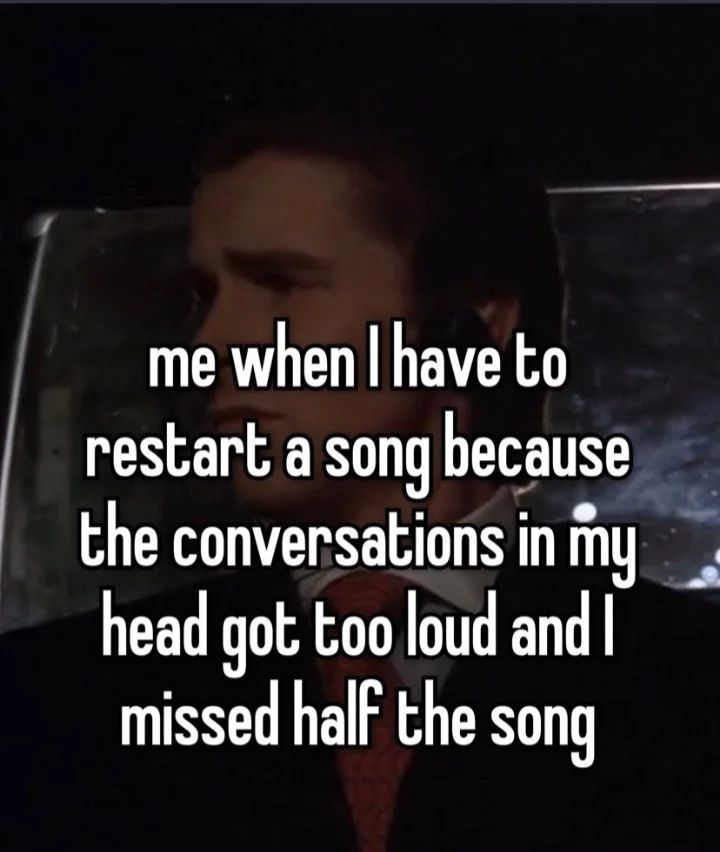 me when I have to
restart a song because
the conversations in my
head got too loud and I
missed half the song